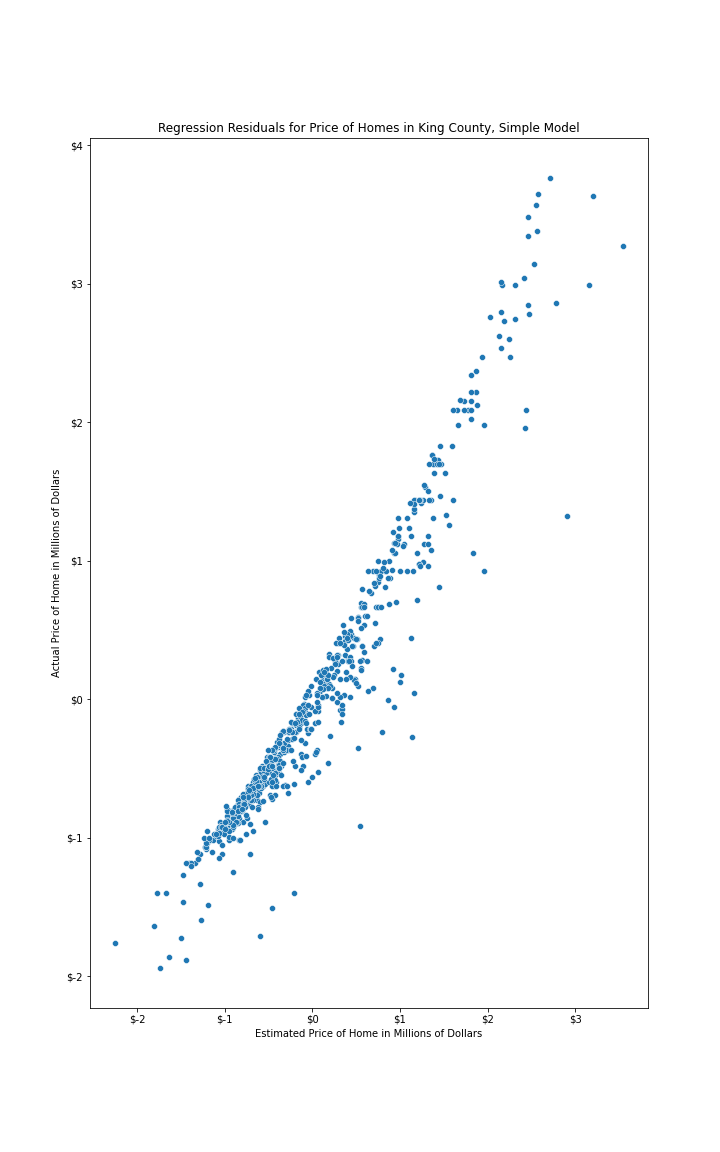 Regression Residuals for Price of Homes in King County, Simple Model
$4
$3
$2
$1
$0
$-1
$-2
Actual Price of Home in Millions of Dollars
$-2 $-1 $0 $1 $2 $3
Estimated Price of Home in Millions of Dollars